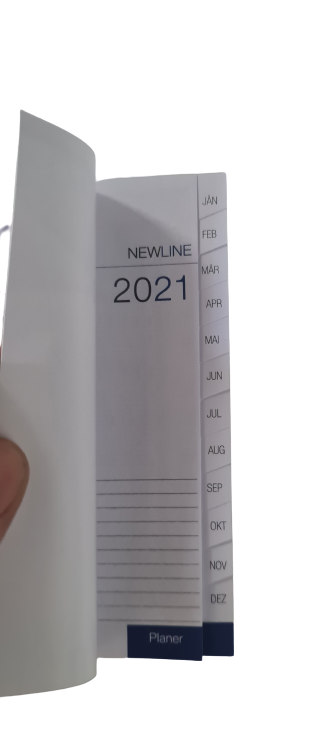 NEWLINE
2021
JÄN
FEB
MÄR
APR
MAI
JUN
JUL
AUG
SEP
OKT
NOV
DEZ
Planer